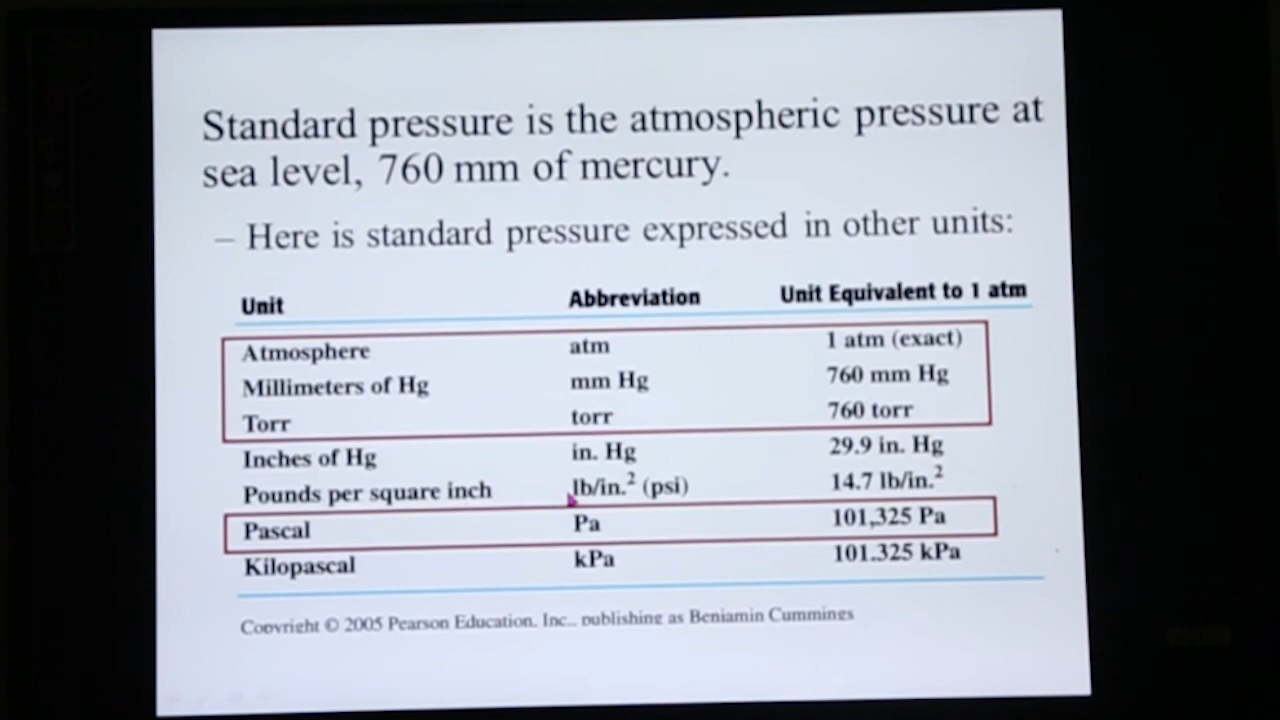 Standard pressure is the atmospheric pressure at
sea level, 760 mm of mercury.
– Here is standard pressure expressed in other units:
Unit Abbreviation Unit Equivalent to 1 atm
Atmosphere atm 1 atm (exact)
Millimeters of Hg mm Hg 760 mm Hg
Torr torr 760 torr
Inches of Hg in. Hg 29.9 in. Hg
Pounds per square inch lb/in.² (psi) 14.7 lb/in.²
Pascal Pa 101,325 Pa
Kilopascal kPa 101.325 kPa
Copyright © 2005 Pearson Education, Inc., publishing as Benjamin Cummings